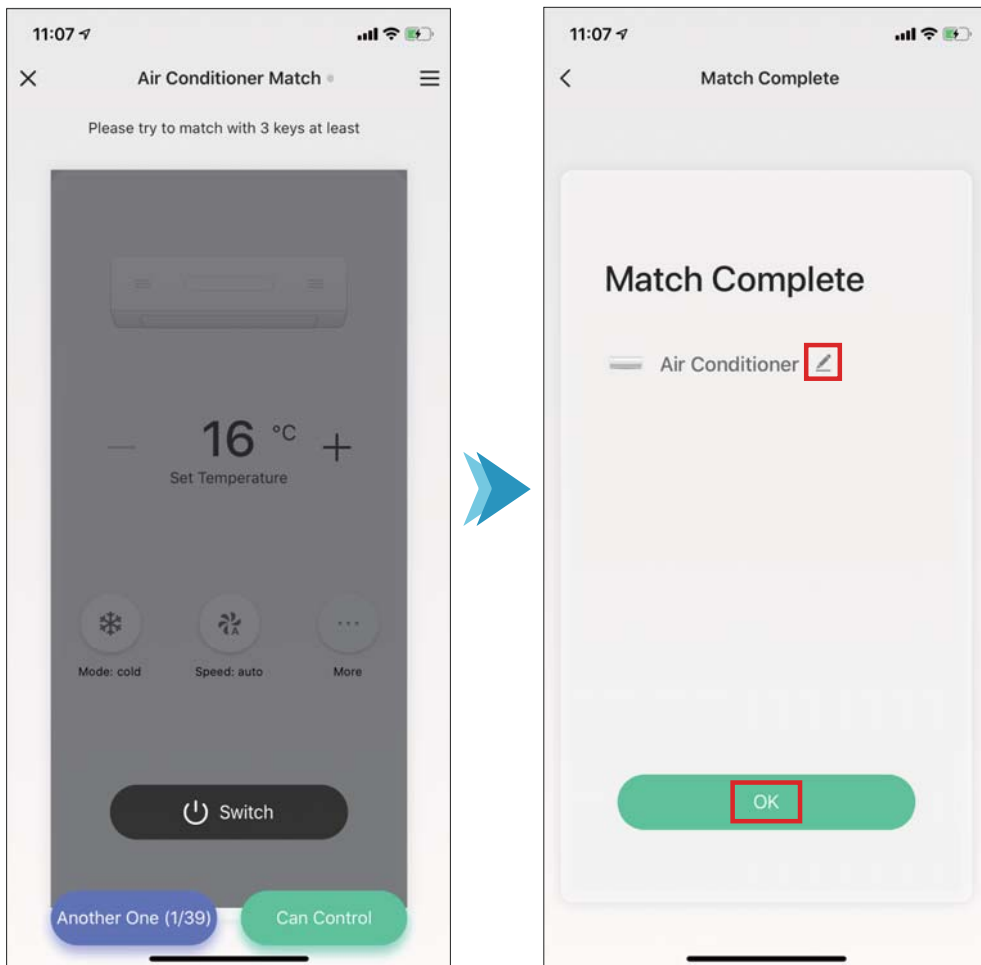 11:07
Air Conditioner Match
Please try to match with 3 keys at least
16 °C
Set Temperature
Mode: cold
Speed: auto
More
Switch
Another One (1/39)
Can Control
11:07
Match Complete
Match Complete
Air Conditioner
OK